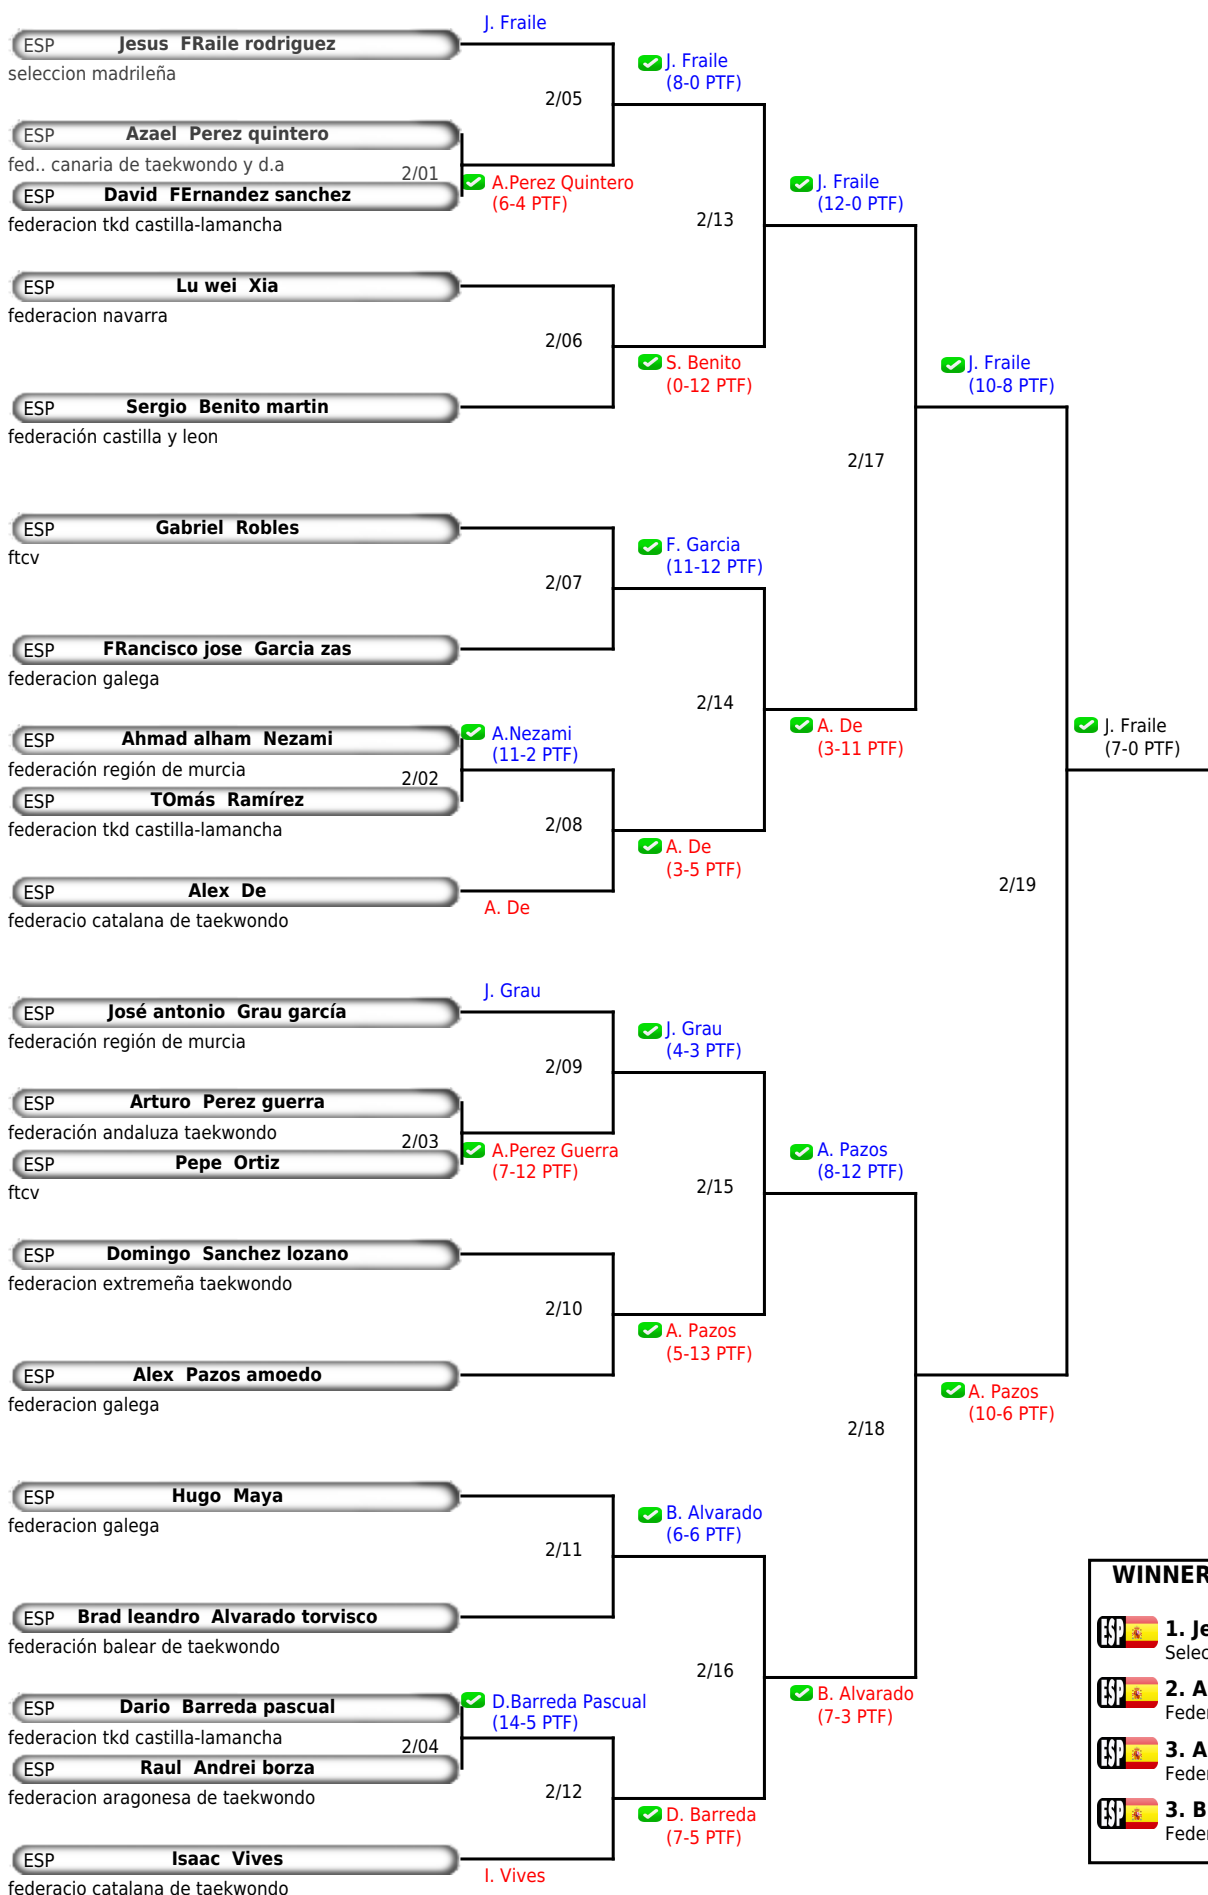 J. Fraile
ESP Jesus FRaile rodriguez
seleccion madrileña
J. Fraile
(8-0 PTF)
2/05
ESP Azael Perez quintero
fed.. canaria de taekwondo y d.a
2/01
ESP David FErnandez sanchez
federacion tkd castilla-lamancha
A.Perez Quintero
(6-4 PTF)
J. Fraile
(12-0 PTF)
2/13
ESP Lu wei Xia
federacion navarra
2/06
S. Benito
(0-12 PTF)
J. Fraile
(10-8 PTF)
ESP Sergio Benito martin
federación castilla y leon
2/17
ESP Gabriel Robles
ftcv
F. Garcia
(11-12 PTF)
2/07
ESP FRancisco jose Garcia zas
federacion galega
2/14
ESP Ahmad alham Nezami
federación región de murcia
A.Nezami
(11-2 PTF)
A. De
(3-11 PTF)
J. Fraile
(7-0 PTF)
2/02
ESP TOmás Ramírez
federacion tkd castilla-lamancha
2/08
A. De
(3-5 PTF)
ESP Alex De
federacio catalana de taekwondo
A. De
2/19
J. Grau
ESP José antonio Grau garcía
federación región de murcia
J. Grau
(4-3 PTF)
2/09
ESP Arturo Perez guerra
federación andaluza taekwondo
2/03
ESP Pepe Ortiz
ftcv
A.Perez Guerra
(7-12 PTF)
A. Pazos
(8-12 PTF)
2/15
ESP Domingo Sanchez lozano
federacion extremeña taekwondo
2/10
A. Pazos
(5-13 PTF)
ESP Alex Pazos amoedo
federacion galega
A. Pazos
(10-6 PTF)
2/18
ESP Hugo Maya
federacion galega
B. Alvarado
(6-6 PTF)
2/11
ESP Brad leandro Alvarado torvisco
federación balear de taekwondo
2/16
ESP Dario Barreda pascual
federacion tkd castilla-lamancha
D.Barreda Pascual
(14-5 PTF)
B. Alvarado
(7-3 PTF)
2/04
ESP Raul Andrei borza
federacion aragonesa de taekwondo
2/12
D. Barreda
(7-5 PTF)
ESP Isaac Vives
federacio catalana de taekwondo
I. Vives
WINNER
ESP 1. Je
Selec
ESP 2. A
Feder
ESP 3. A
Feder
ESP 3. B
Feder